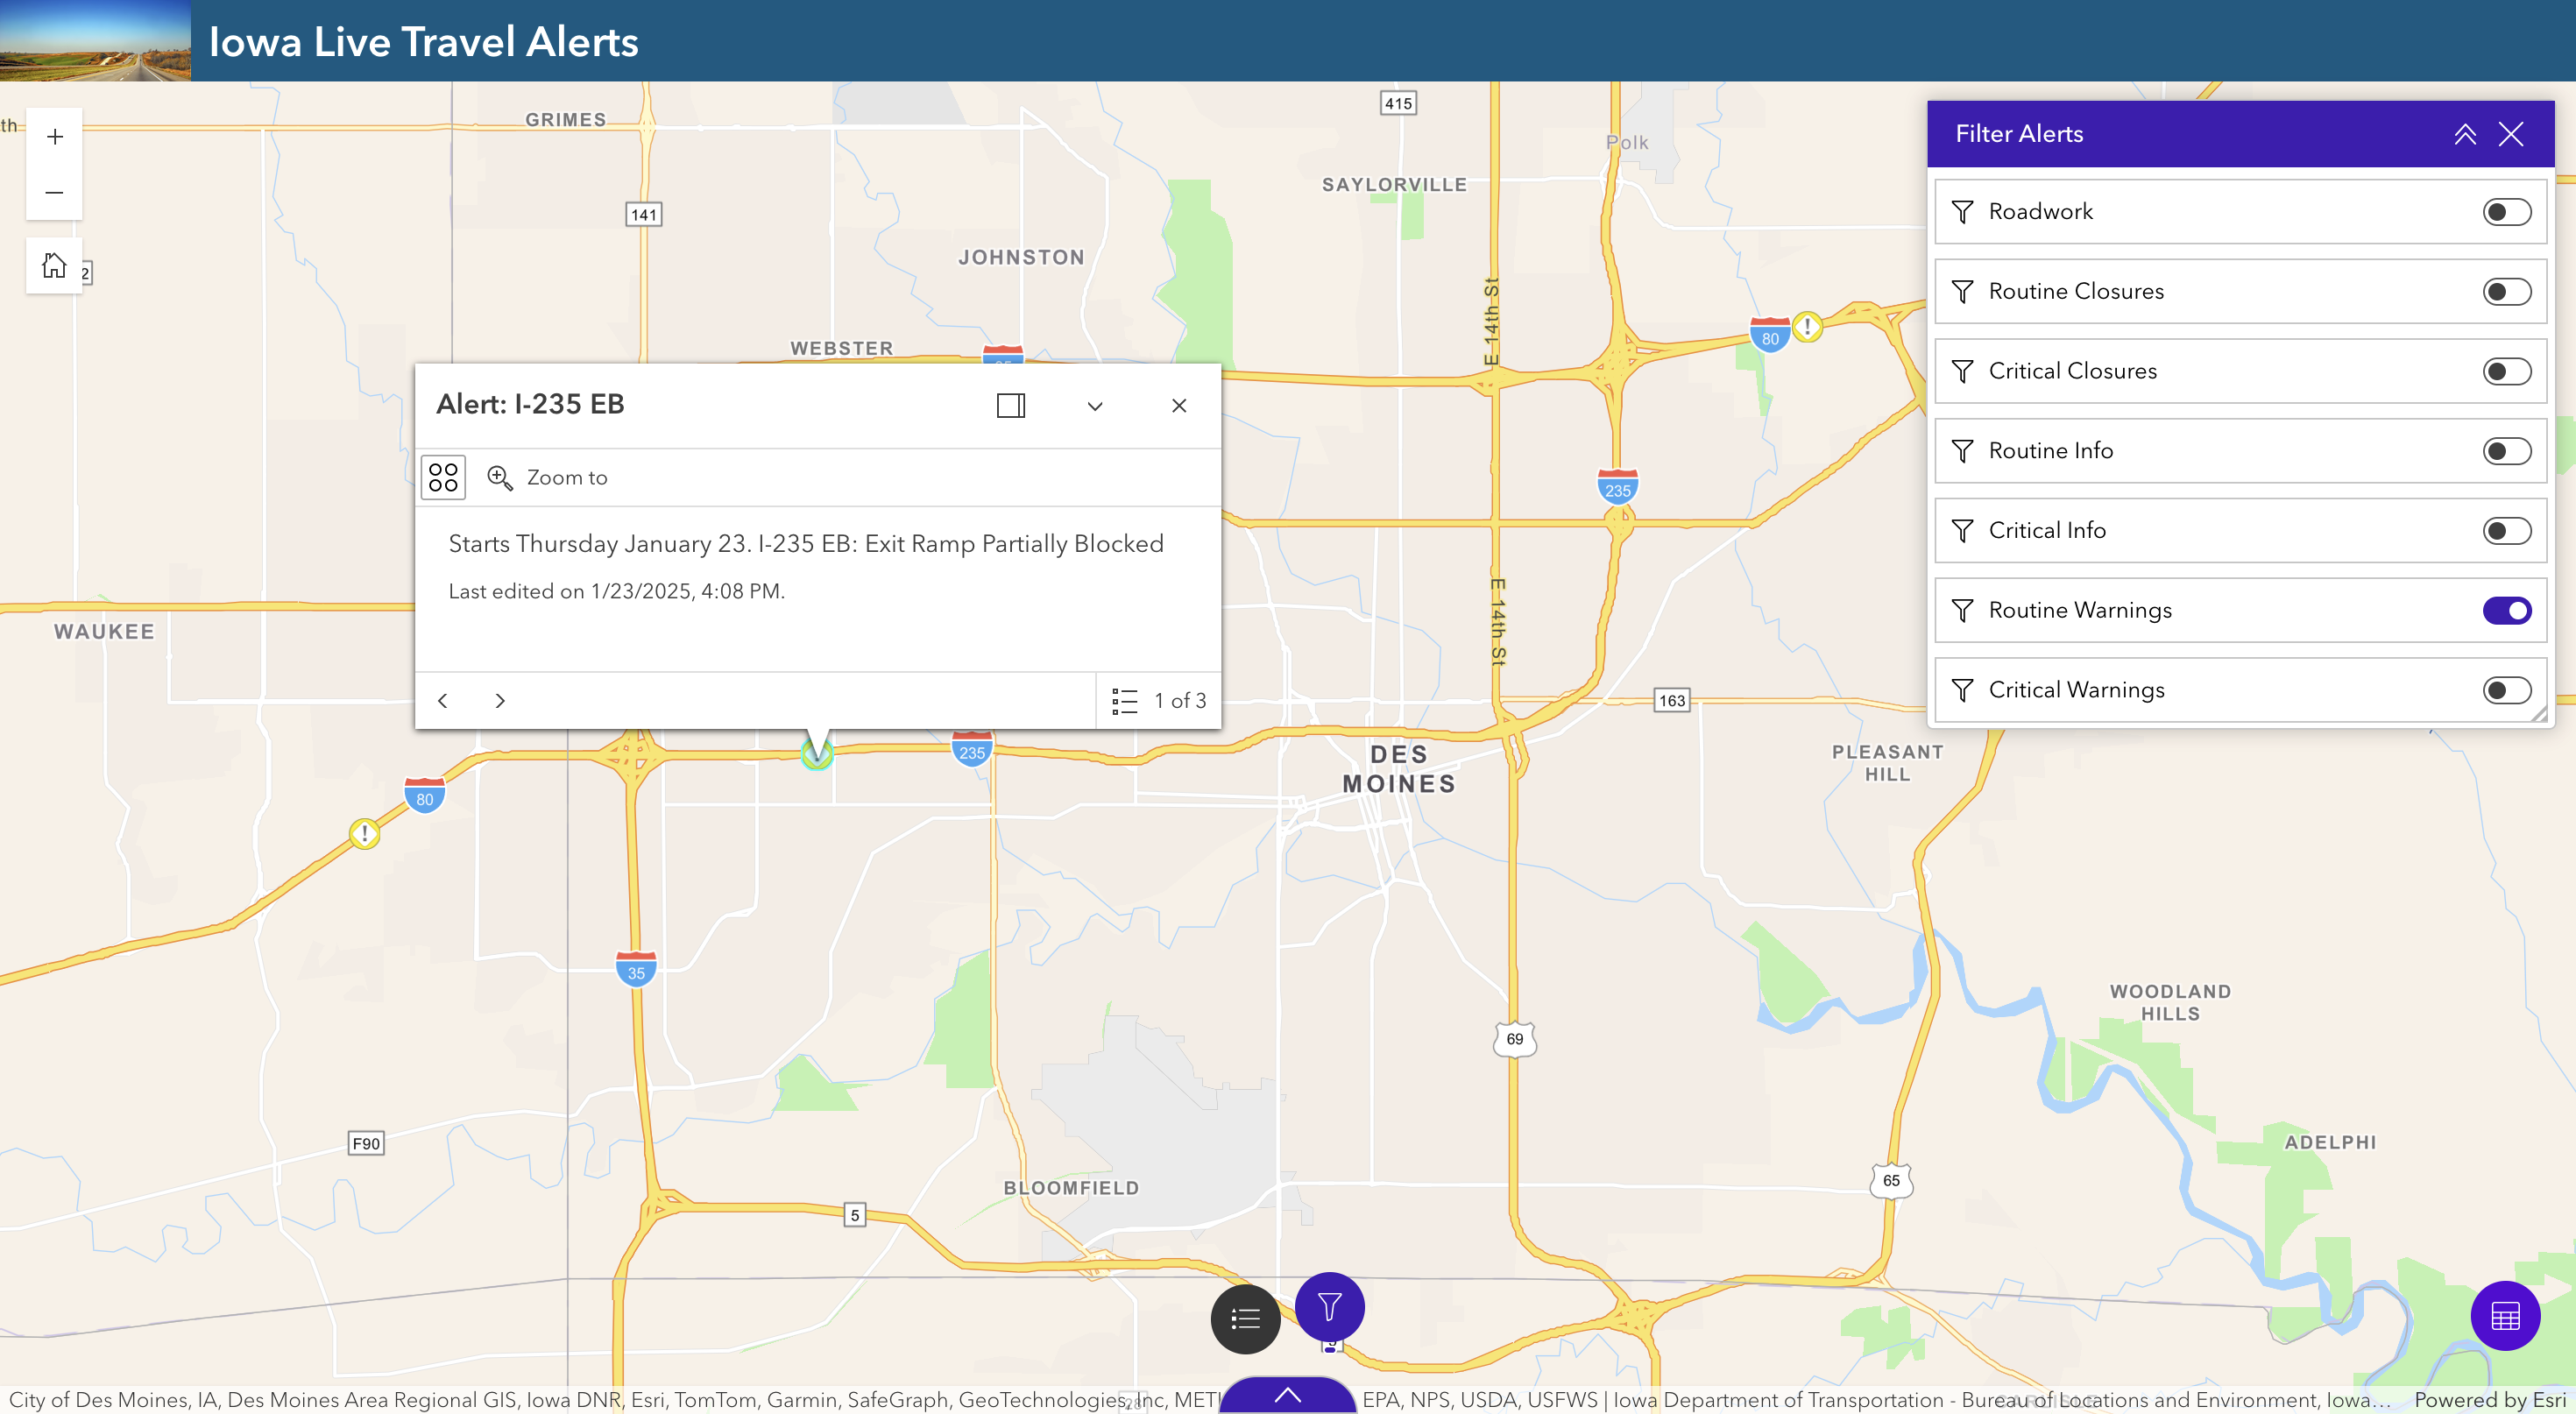 Iowa Live Travel Alerts
th
GRIMES
415
Polk
SAYLORVILLE
141
JOHNSTON
2
WEBSTER
E 14th St
80
Filter Alerts
Roadwork
Routine Closures
Critical Closures
Routine Info
Critical Info
Routine Warnings
Critical Warnings
Alert: I-235 EB
Zoom to
Starts Thursday January 23. I-235 EB: Exit Ramp Partially Blocked
Last edited on 1/23/2025, 4:08 PM.
1 of 3
235
E 14th St
WAUKEE
163
235
DES
MOINES
PLEASANT
HILL
80
35
69
WOODLAND
HILLS
F90
ADELPHI
BLOOMFIELD
65
5
City of Des Moines, IA, Des Moines Area Regional GIS, Iowa DNR, Esri, TomTom, Garmin, SafeGraph, GeoTechnologies, Inc, METI
EPA, NPS, USDA, USFWS | Iowa Department of Transportation - Bureau of Locations and Environment, Iowa...
Powered by Esri